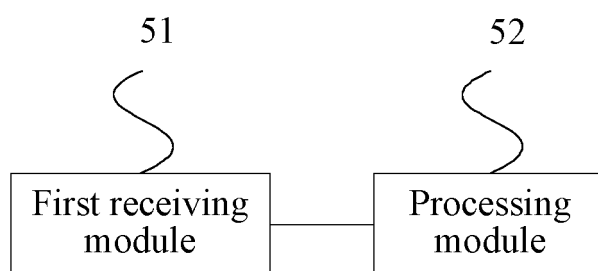 51
52
First receiving
module
Processing
module